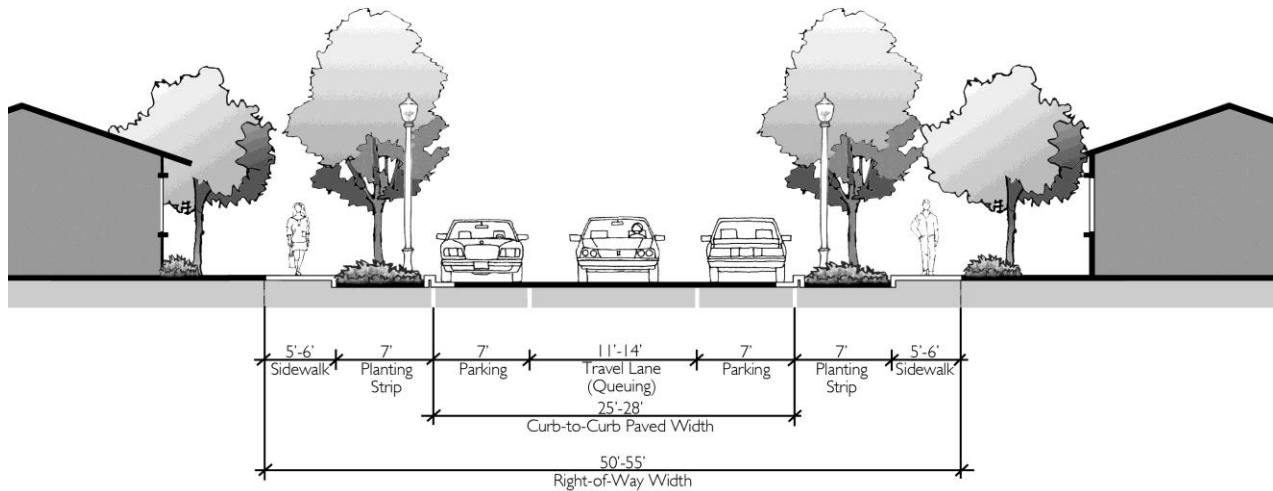 5'-6' 7' 7' 11'-14' 7' 7' 5'-6'
Sidewalk Planting Parking Travel Lane Parking Planting Sidewalk
Strip (Queuing) Strip
25'-28'
Curb-to-Curb Paved Width
50'-55'
Right-of-Way Width